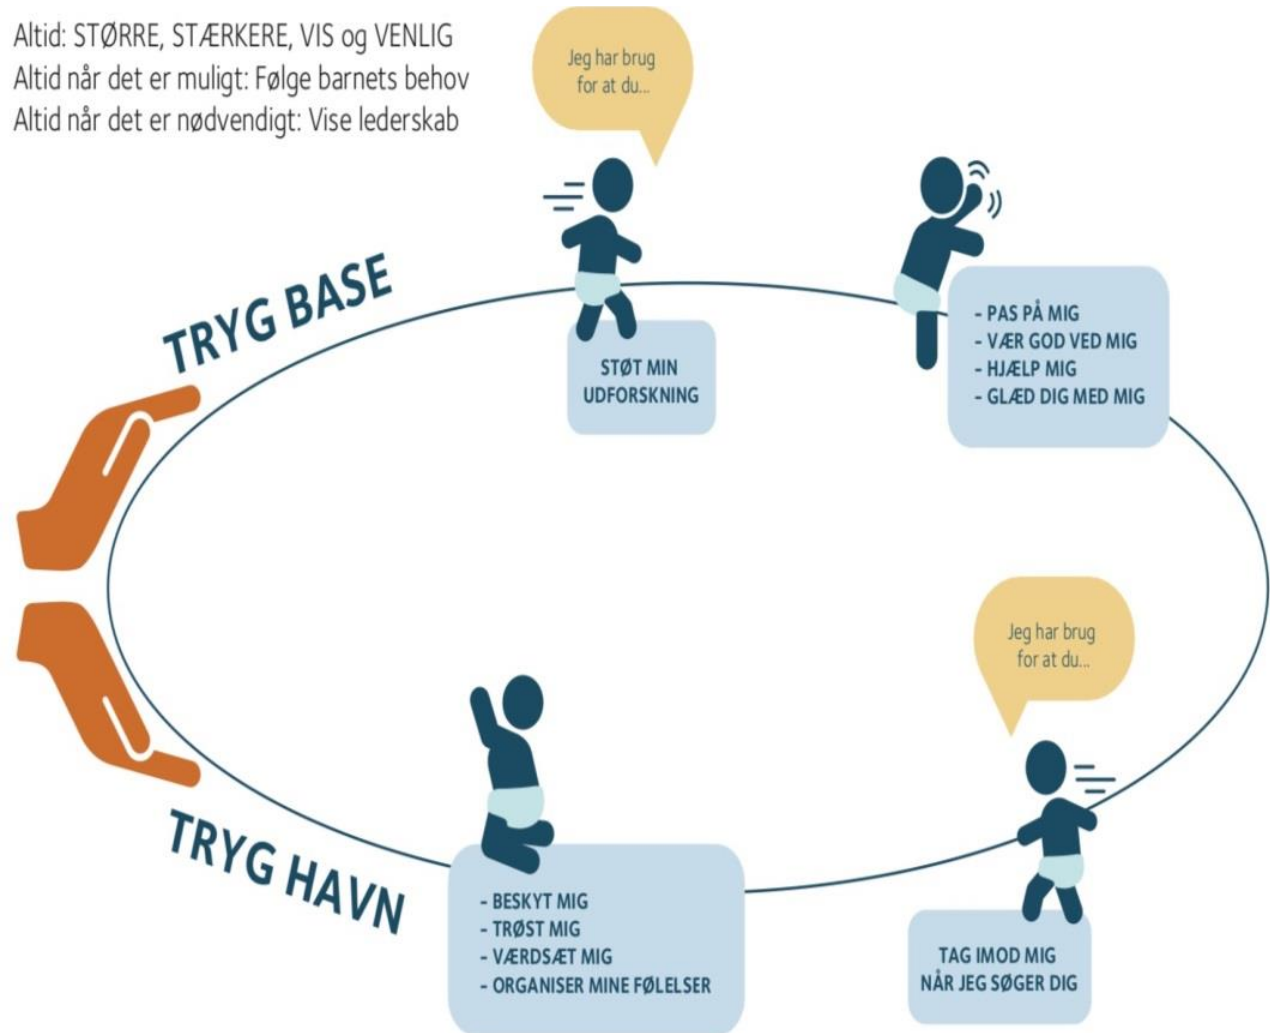 Altid: STØRRE, STÆRKERE, VIS og VENLIG
Altid når det er muligt: Følge barnets behov
Altid når det er nødvendigt: Vise lederskab
Jeg har brug
for at du...
TRYG BASE
STØT MIN
UDFORSKNING
- PAS PÅ MIG
- VÆR GOD VED MIG
- HJÆLP MIG
- GLÆD DIG MED MIG
Jeg har brug
for at du...
TAG IMOD MIG
NÅR JEG SØGER DIG
TRYG HAVN
- BESKYT MIG
- TRØST MIG
- VÆRDSÆT MIG
- ORGANISER MINE FØLELSER